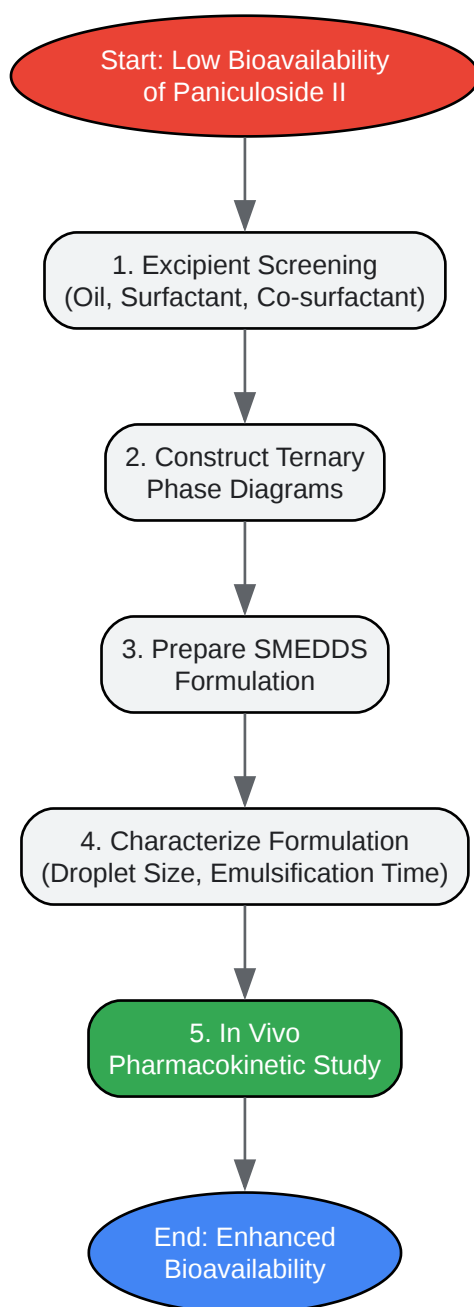 Start: Low Bioavailability
of Paniculoside II
1. Excipient Screening
(Oil, Surfactant, Co-surfactant)
2. Construct Ternary
Phase Diagrams
3. Prepare SMEDDS
Formulation
4. Characterize Formulation
(Droplet Size, Emulsification Time)
5. In Vivo
Pharmacokinetic Study
End: Enhanced
Bioavailability